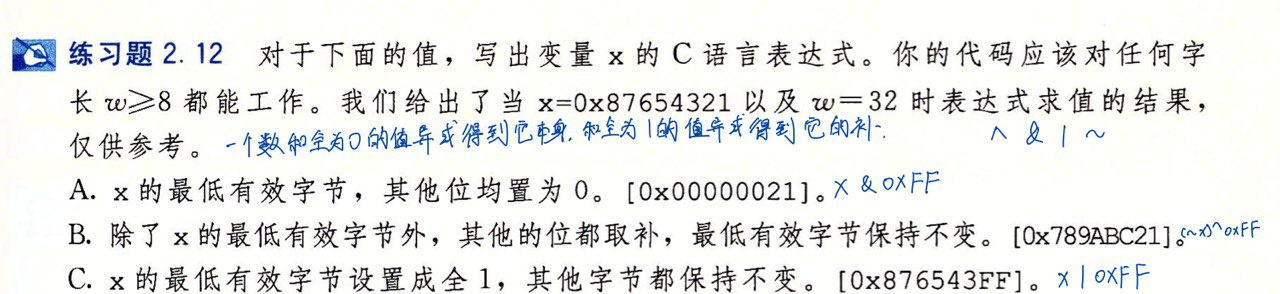 练习题 2.12 对于下面的值，写出变量 x 的 C 语言表达式。你的代码应该对任何字
长 w⩾8 都能工作。我们给出了当 x=0x87654321 以及 w=32 时表达式求值的结果，
仅供参考。一个数和全为0的值异或得到它本身，和全为1的值异或得到它的补. ^ & | ~
A. x 的最低有效字节，其他位均置为 0。[0x00000021]。X & 0XFF
B. 除了 x 的最低有效字节外，其他的位都取补，最低有效字节保持不变。[0x789ABC21]。(~x)^0xFF
C. x 的最低有效字节设置成全 1，其他字节都保持不变。[0x876543FF]。x | 0XFF